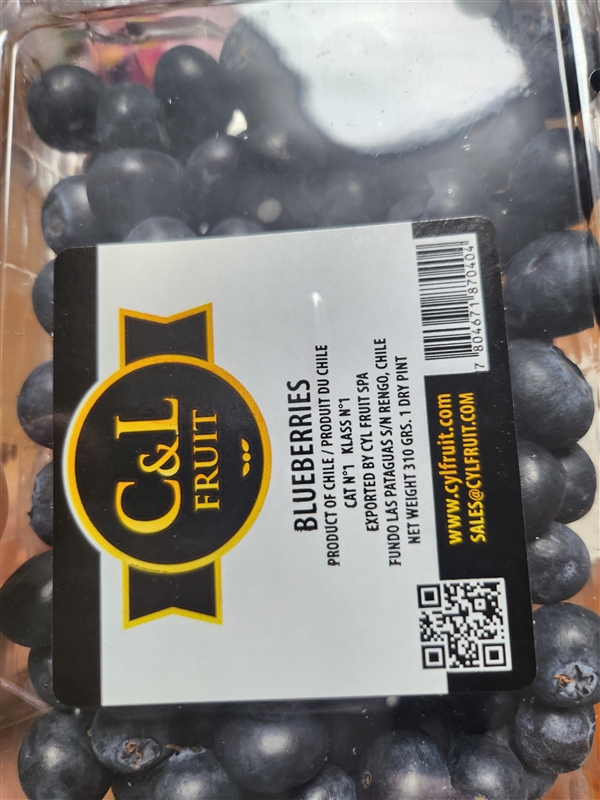 C&L
FRUIT
BLUEBERRIES
PRODUCT OF CHILE / PRODUIT DU CHILE
CAT N°1 KLASS N°1
EXPORTED BY CYL FRUIT SPA
FUNDO LAS PATAGUAS S/N RENGO, CHILE
NET WEIGHT 310 GRS. 1 DRY PINT
www.cylfruit.com
SALES@CYLFRUIT.COM
7 804671 870404